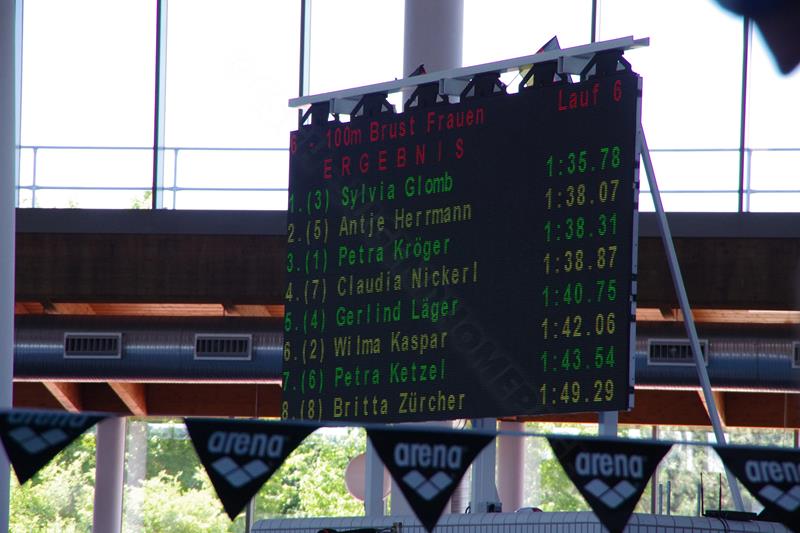 6 - 100m Brust Frauen Lauf 6
ERGEBNIS
1.(3) Sylvia Glomb 1:35.78
2.(5) Antje Herrmann 1:38.07
3.(1) Petra Kröger 1:38.31
4.(7) Claudia Nickerl 1:38.87
5.(4) Gerlind Läger 1:40.75
6.(2) Wilma Kaspar 1:42.06
7.(6) Petra Ketzel 1:43.54
8.(8) Britta Zürcher 1:49.29
arena arena arena arena arena